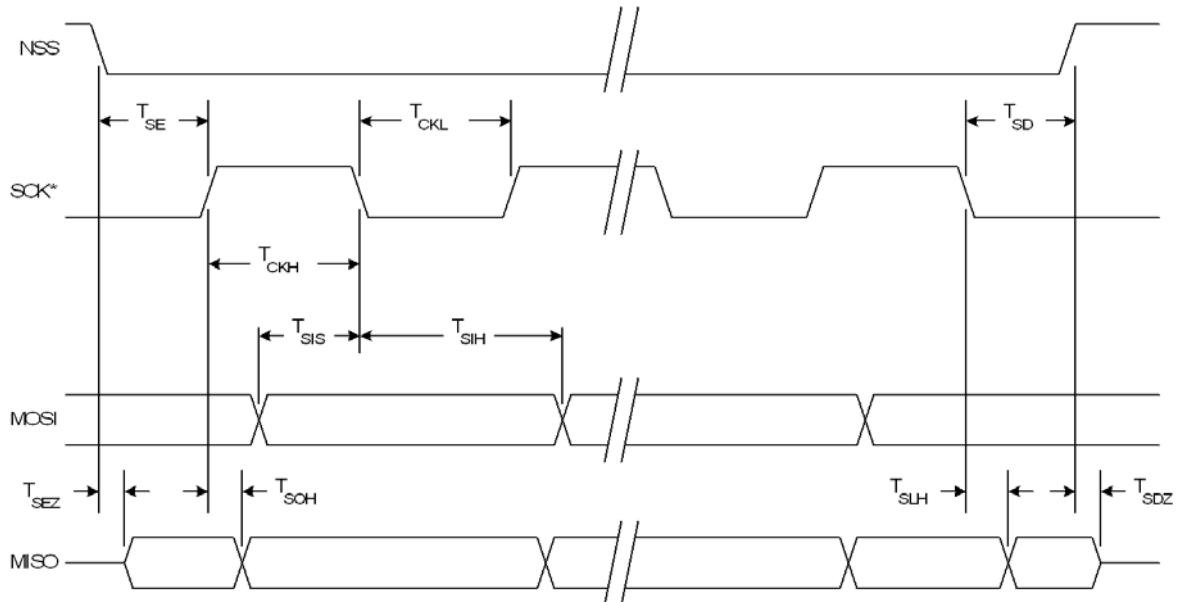 NSS
T_SE
T_CKL
T_SD
SCK*
T_CKH
T_SIS
T_SIH
MOSI
T_SEZ
T_SOH
T_SLH
T_SDZ
MISO